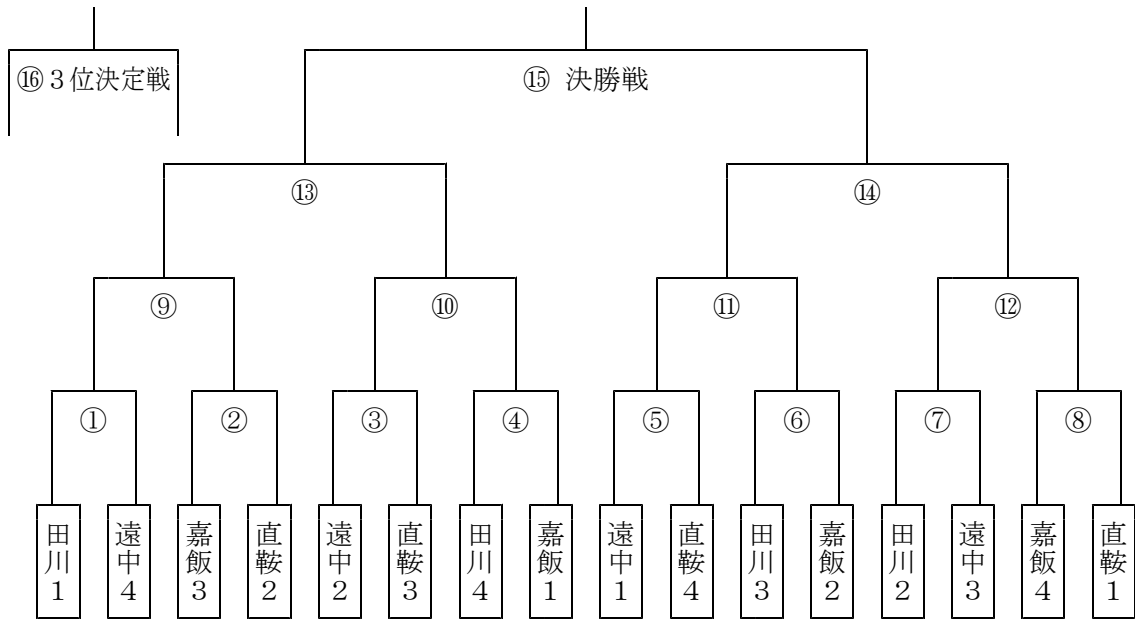 ⑯３位決定戦
⑮ 決勝戦
⑬
⑭
⑨
⑩
⑪
⑫
①
②
③
④
⑤
⑥
⑦
⑧
田川１
遠中４
嘉飯３
直鞍２
遠中２
直鞍３
田川４
嘉飯１
遠中１
直鞍４
田川３
嘉飯２
田川２
遠中３
嘉飯４
直鞍１